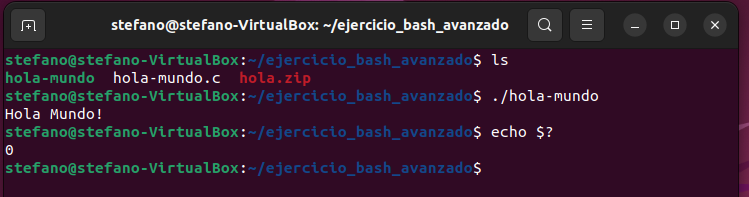 stefano@stefano-VirtualBox: ~/ejercicio_bash_avanzado
stefano@stefano-VirtualBox:~/ejercicio_bash_avanzado$ ls
hola-mundo  hola-mundo.c  hola.zip
stefano@stefano-VirtualBox:~/ejercicio_bash_avanzado$ ./hola-mundo
Hola Mundo!
stefano@stefano-VirtualBox:~/ejercicio_bash_avanzado$ echo $?
0
stefano@stefano-VirtualBox:~/ejercicio_bash_avanzado$